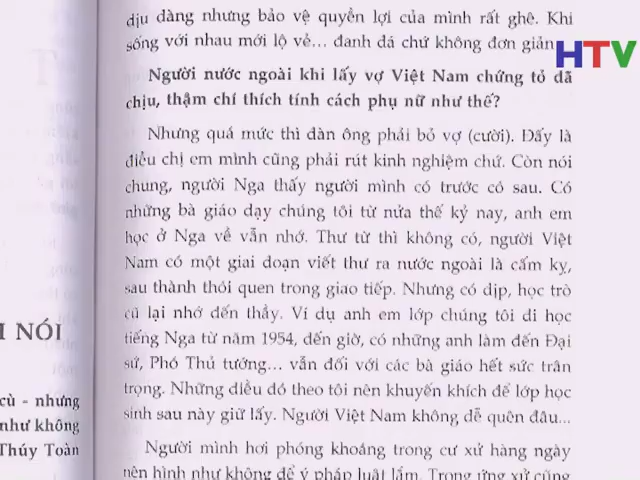 dịu dàng nhưng bảo vệ quyền lợi của mình rất ghê. Khi
sống với nhau mới lộ vẻ... đanh đá chứ không đơn giản
HTV
Người nước ngoài khi lấy vợ Việt Nam chứng tỏ đã
chịu, thậm chí thích tính cách phụ nữ như thế?
Nhưng quá mức thì đàn ông phải bỏ vợ (cười). Đấy là
điều chị em mình cũng phải rút kinh nghiệm chứ. Còn nói
chung, người Nga thấy người mình có trước có sau. Có
những bà giáo dạy chúng tôi từ nửa thế kỷ nay, anh em
học ở Nga về vẫn nhớ. Thư từ thì không có, người Việt
Nam có một giai đoạn viết thư ra nước ngoài là cấm kỵ,
sau thành thói quen trong giao tiếp. Nhưng có dịp, học trò
cũ lại nhớ đến thầy. Ví dụ anh em lớp chúng tôi đi học
tiếng Nga từ năm 1954, đến giờ, có những anh làm đến Đại
sứ, Phó Thủ tướng... vẫn đối với các bà giáo hết sức trân
trọng. Những điều đó theo tôi nên khuyến khích để lớp học
sinh sau này giữ lấy. Người Việt Nam không dễ quên đâu...
Người mình hơi phóng khoáng trong cư xử hàng ngày
nên hình như không để ý pháp luật lắm. Trong ứng xử cũng
NÓI
cù - nhưng
như không
Thúy Toàn